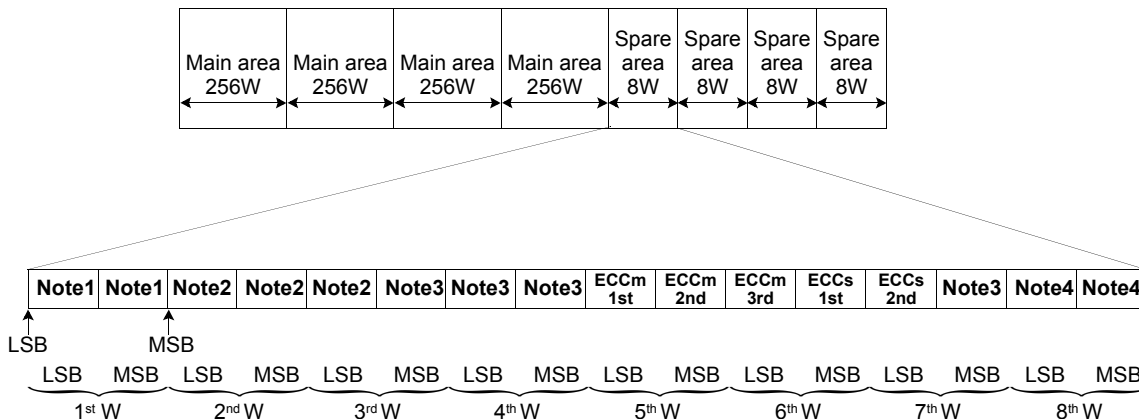 Main area 256W Main area 256W Main area 256W Main area 256W Spare area 8W Spare area 8W Spare area 8W Spare area 8W
Note1 Note1 Note2 Note2 Note2 Note3 Note3 Note3 ECCm 1st ECCm 2nd ECCm 3rd ECCs 1st ECCs 2nd Note3 Note4 Note4
LSB MSB
LSB MSB LSB MSB LSB MSB LSB MSB LSB MSB LSB MSB LSB MSB LSB MSB
1st W 2nd W 3rd W 4th W 5th W 6th W 7th W 8th W